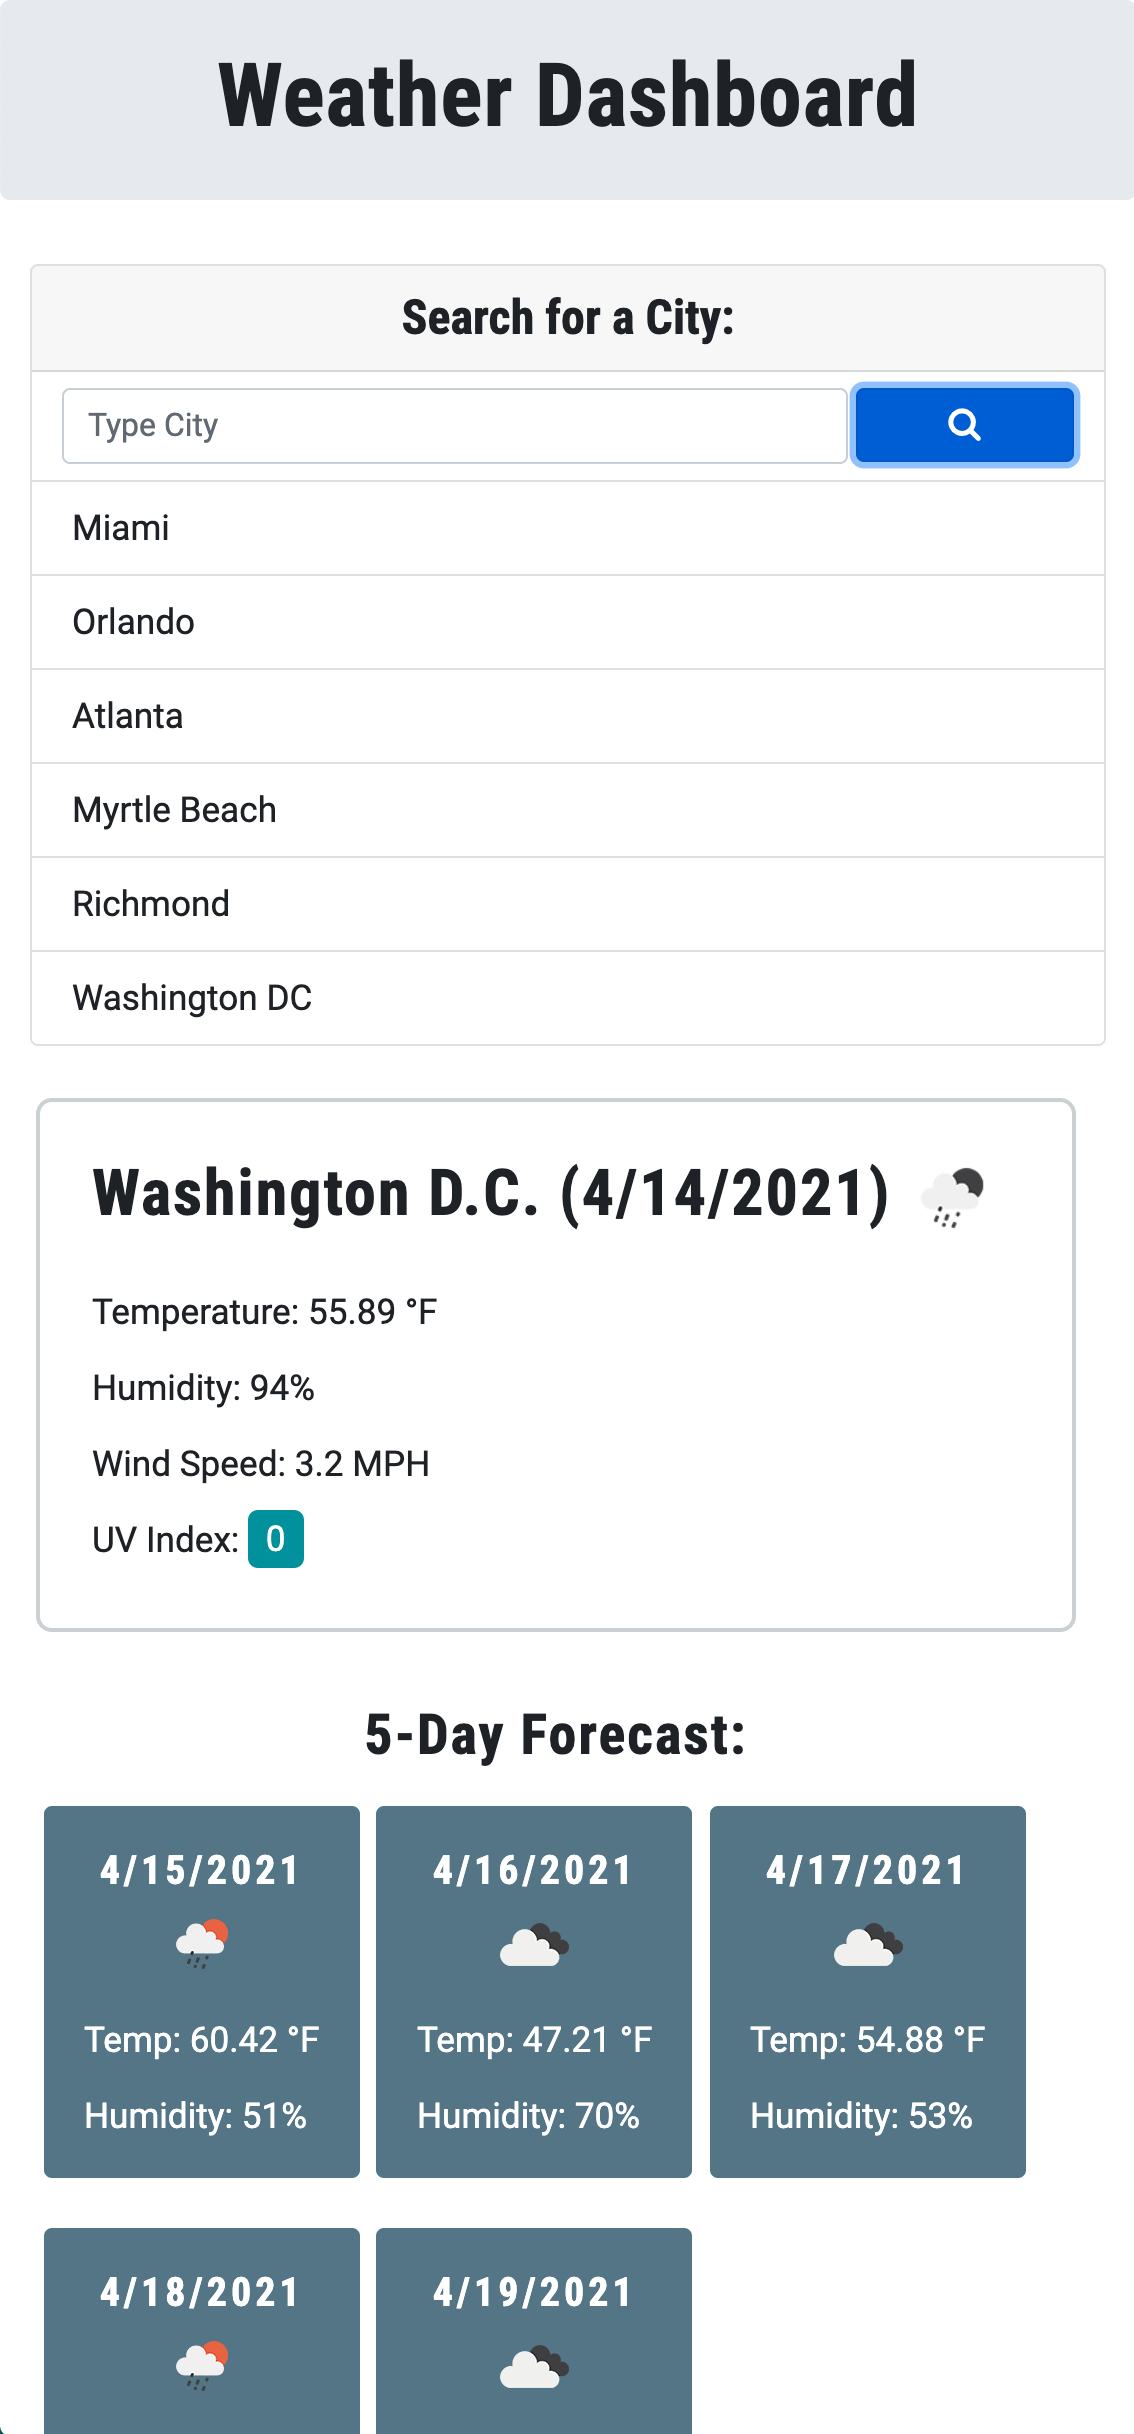 Weather Dashboard
Search for a City:
Type City
Miami
Orlando
Atlanta
Myrtle Beach
Richmond
Washington DC
Washington D.C. (4/14/2021)
Temperature: 55.89 °F
Humidity: 94%
Wind Speed: 3.2 MPH
UV Index: 0
5-Day Forecast:
4/15/2021
Temp: 60.42 °F
Humidity: 51%
4/16/2021
Temp: 47.21 °F
Humidity: 70%
4/17/2021
Temp: 54.88 °F
Humidity: 53%
4/18/2021
4/19/2021